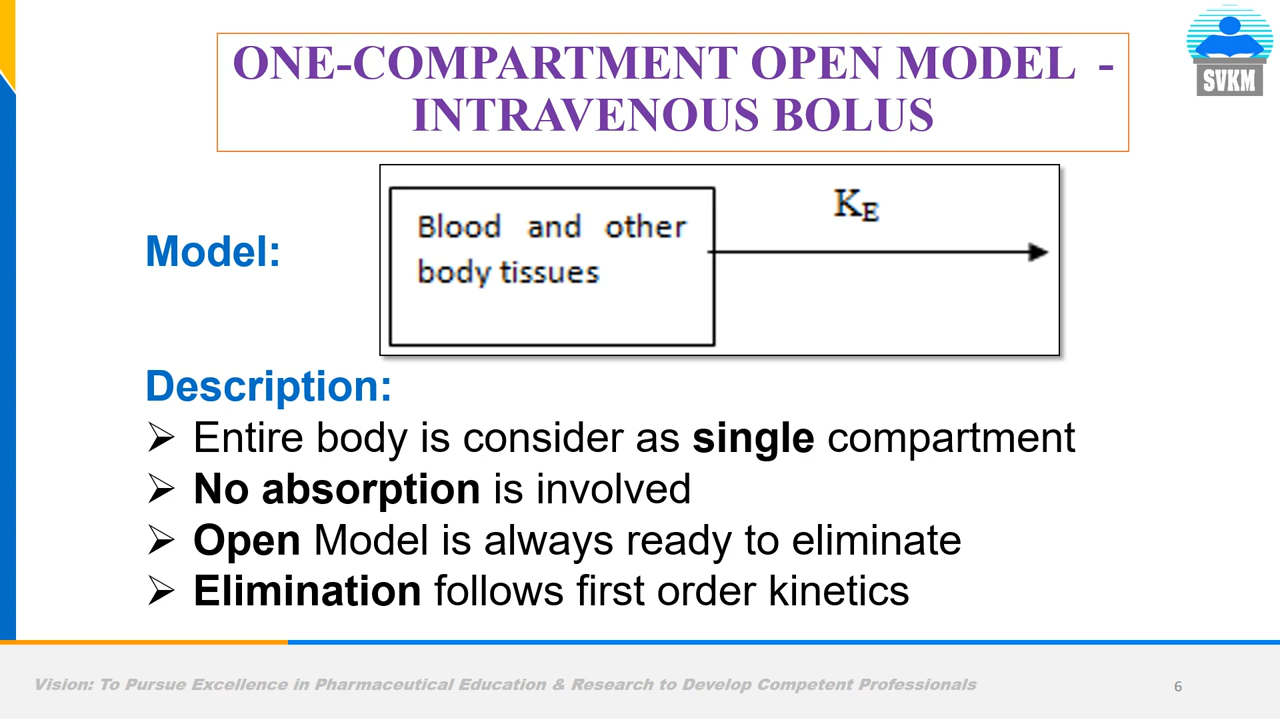 ONE-COMPARTMENT OPEN MODEL -
INTRAVENOUS BOLUS
SVKM
Model:
Blood and other
body tissues
KE
Description:
➢ Entire body is consider as single compartment
➢ No absorption is involved
➢ Open Model is always ready to eliminate
➢ Elimination follows first order kinetics
Vision: To Pursue Excellence in Pharmaceutical Education & Research to Develop Competent Professionals
6